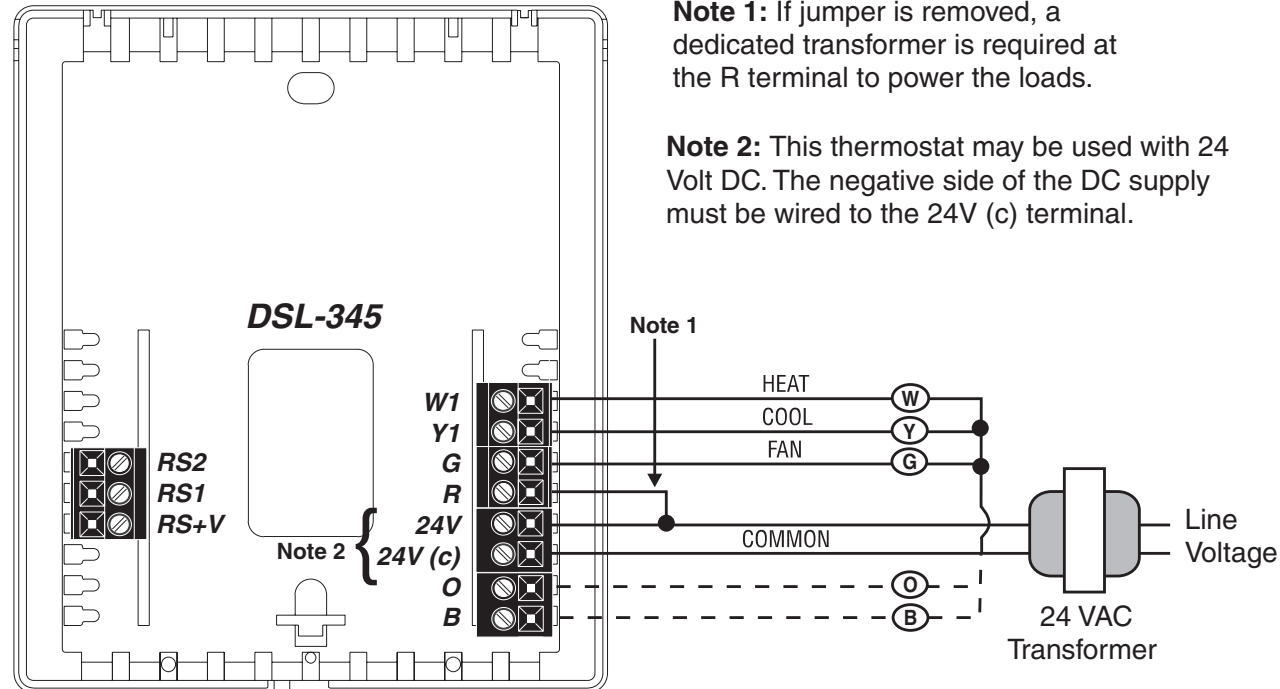 Note 1: If jumper is removed, a
dedicated transformer is required at
the R terminal to power the loads.
Note 2: This thermostat may be used with 24
Volt DC. The negative side of the DC supply
must be wired to the 24V (c) terminal.
DSL-345
Note 1
RS2
RS1
RS+V
W1
Y1
G
R
24V
24V (c)
O
B
Note 2
HEAT
COOL
FAN
COMMON
W
Y
G
O
B
Line
Voltage
24 VAC
Transformer